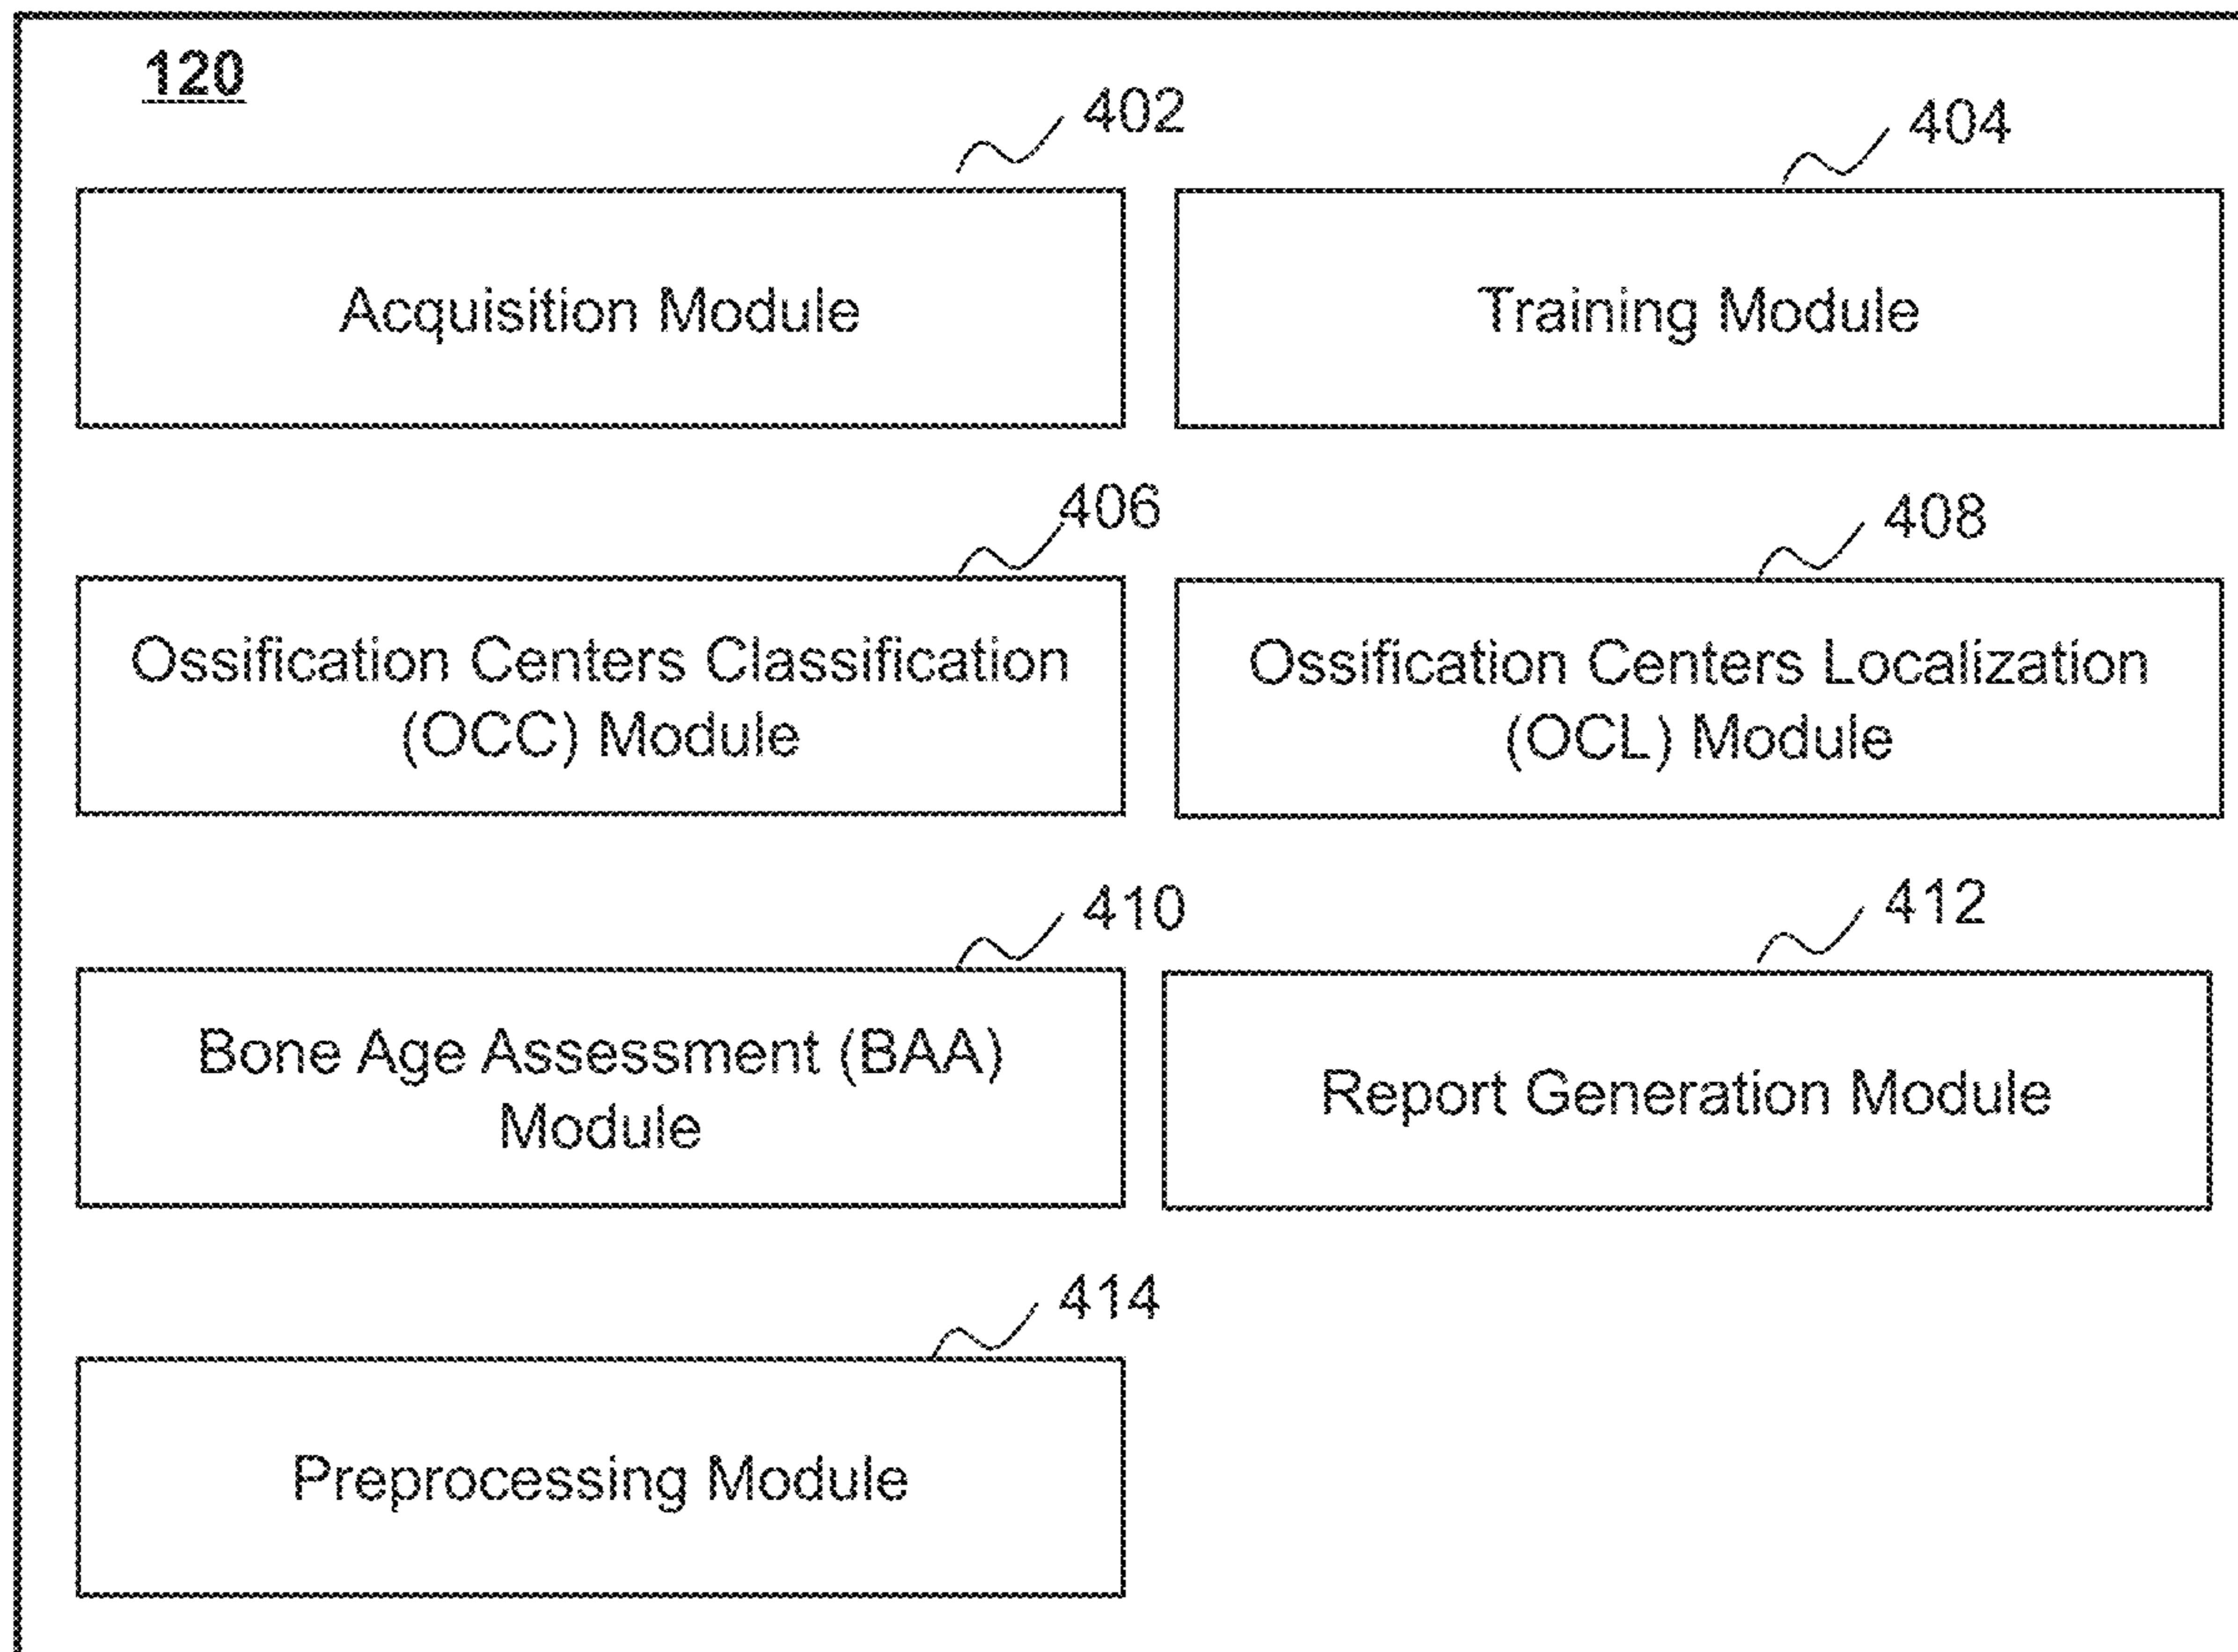 120
402
404
Acquisition Module
Training Module
406
408
Ossification Centers Classification
(OCC) Module
Ossification Centers Localization
(OCL) Module
410
412
Bone Age Assessment (BAA)
Module
Report Generation Module
414
Preprocessing Module